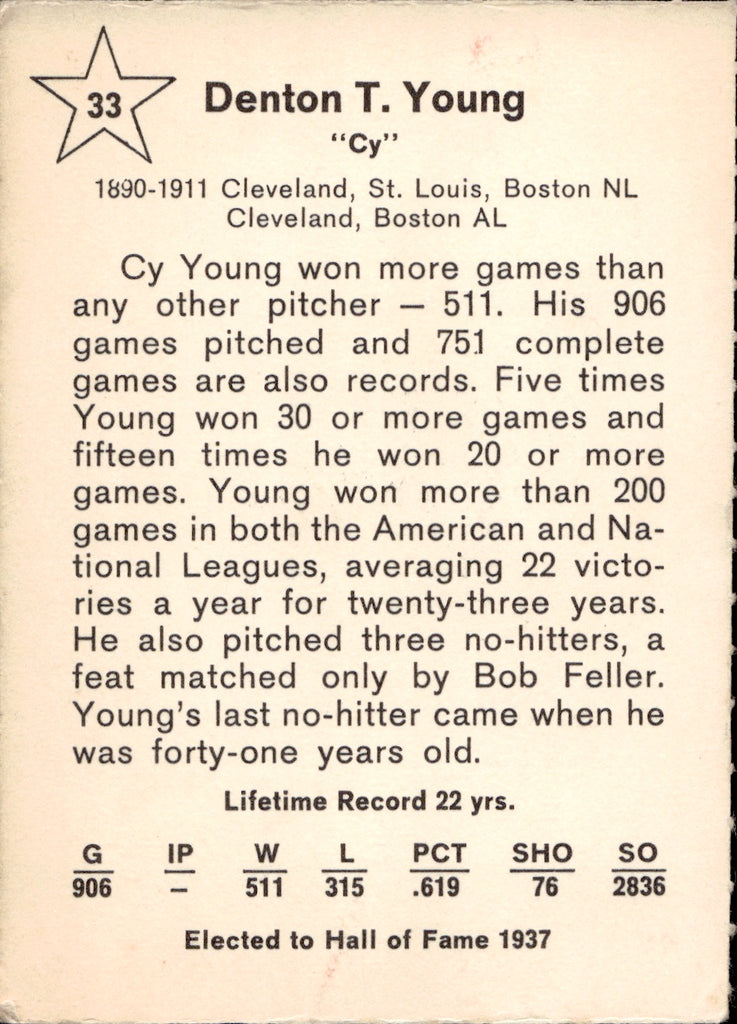 33
Denton T. Young
"Cy"
1890-1911 Cleveland, St. Louis, Boston NL
Cleveland, Boston AL
Cy Young won more games than
any other pitcher — 511. His 906
games pitched and 751 complete
games are also records. Five times
Young won 30 or more games and
fifteen times he won 20 or more
games. Young won more than 200
games in both the American and Na-
tional Leagues, averaging 22 victo-
ries a year for twenty-three years.
He also pitched three no-hitters, a
feat matched only by Bob Feller.
Young's last no-hitter came when he
was forty-one years old.
Lifetime Record 22 yrs.
G IP W L PCT SHO SO
906 – 511 315 .619 76 2836
Elected to Hall of Fame 1937